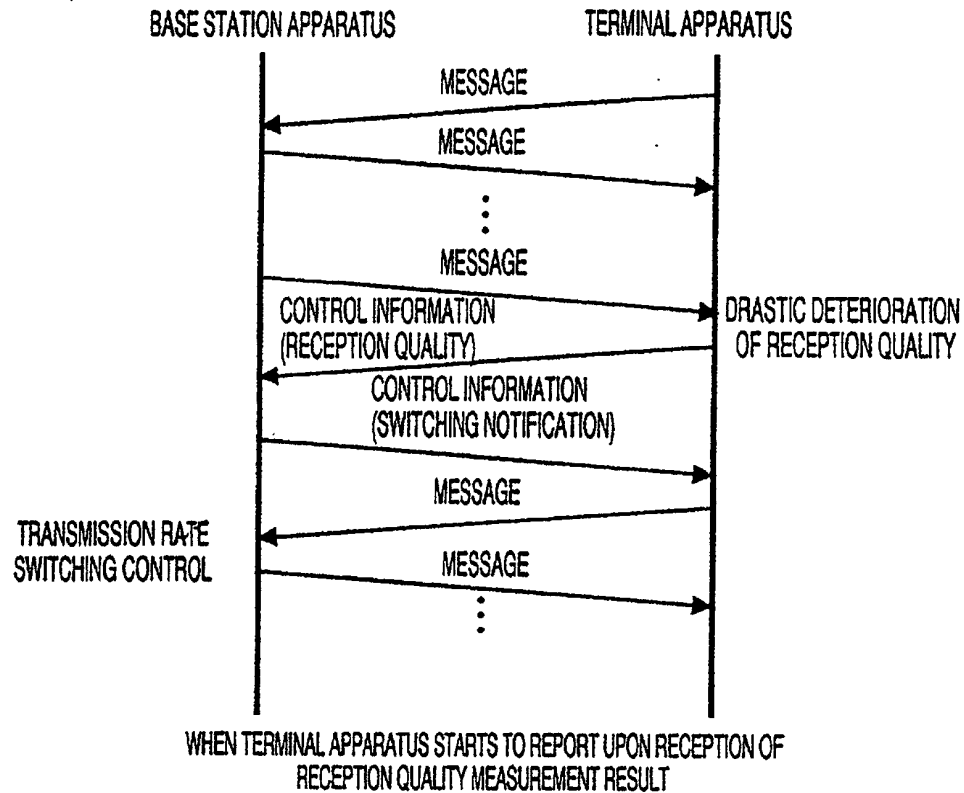 BASE STATION APPARATUS
TERMINAL APPARATUS
MESSAGE
MESSAGE
MESSAGE
CONTROL INFORMATION
(RECEPTION QUALITY)
DRASTIC DETERIORATION
OF RECEPTION QUALITY
CONTROL INFORMATION
(SWITCHING NOTIFICATION)
MESSAGE
TRANSMISSION RATE
SWITCHING CONTROL
MESSAGE
WHEN TERMINAL APPARATUS STARTS TO REPORT UPON RECEPTION OF
RECEPTION QUALITY MEASUREMENT RESULT